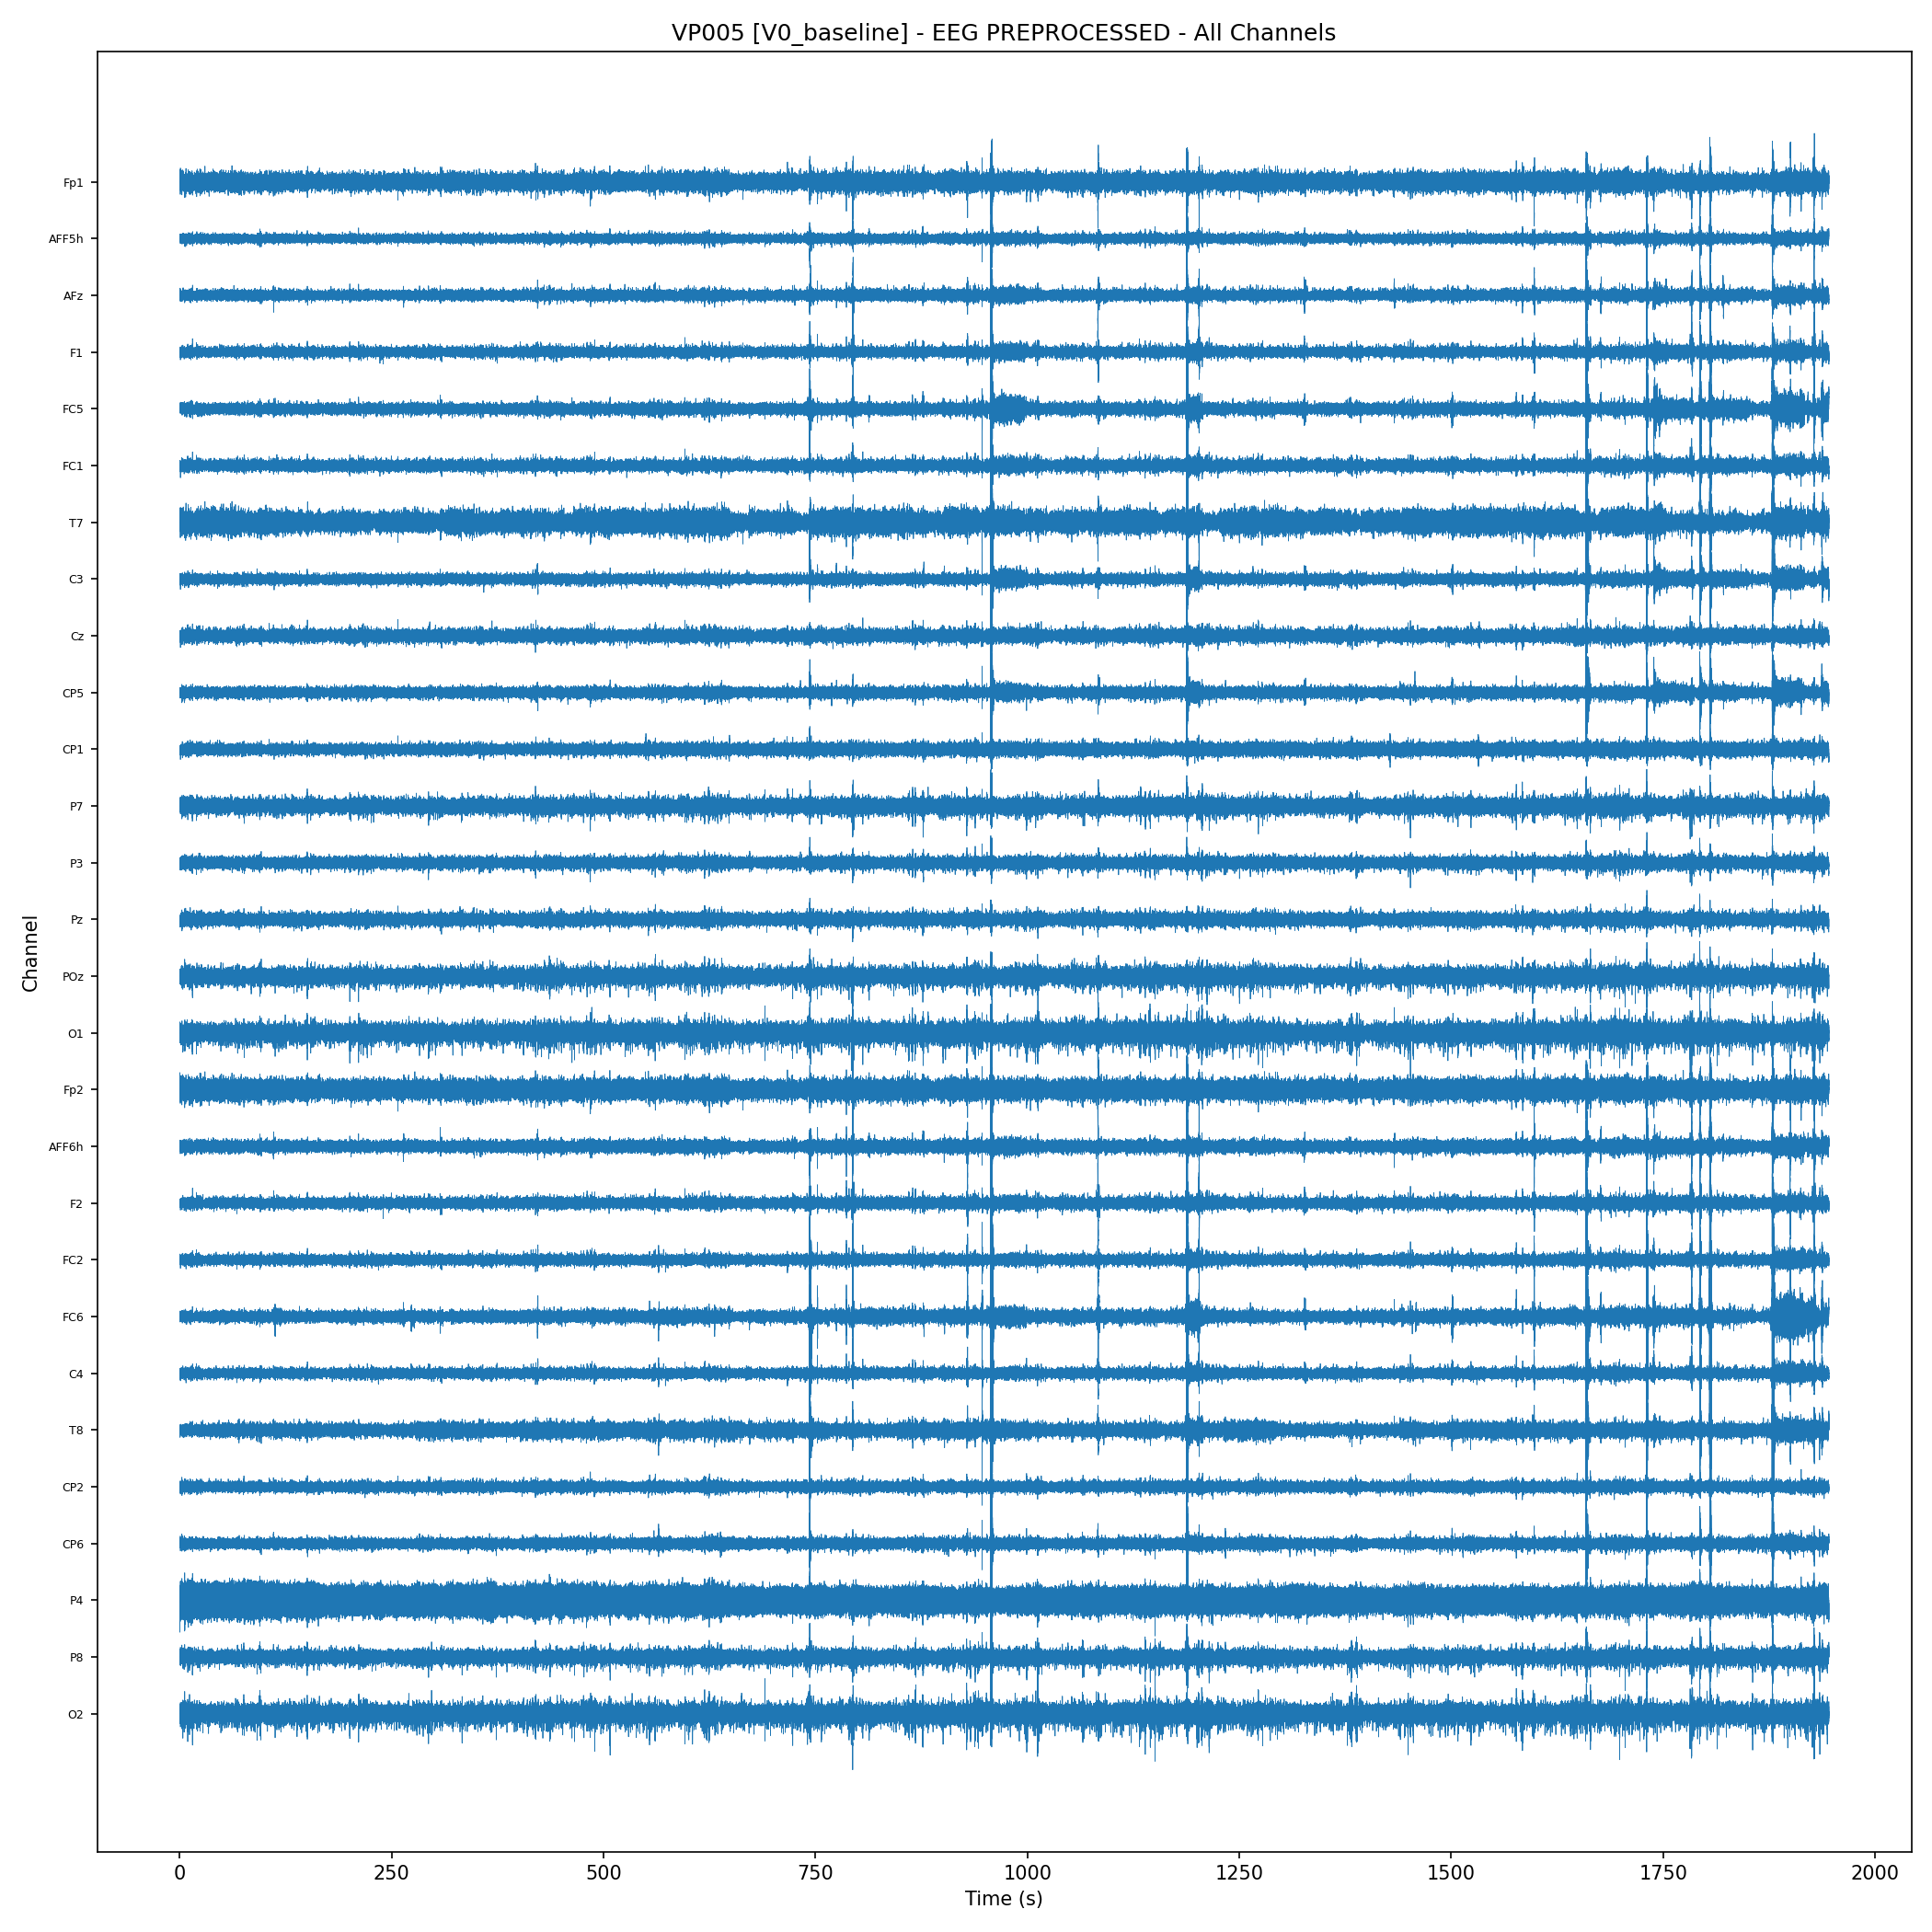 VP005 [V0_baseline] - EEG PREPROCESSED - All Channels
Channel
Fp1
AFF5h
AFz
F1
FC5
FC1
T7
C3
Cz
CP5
CP1
P7
P3
Pz
POz
O1
Fp2
AFF6h
F2
FC2
FC6
C4
T8
CP2
CP6
P4
P8
O2
0 250 500 750 1000 1250 1500 1750 2000
Time (s)